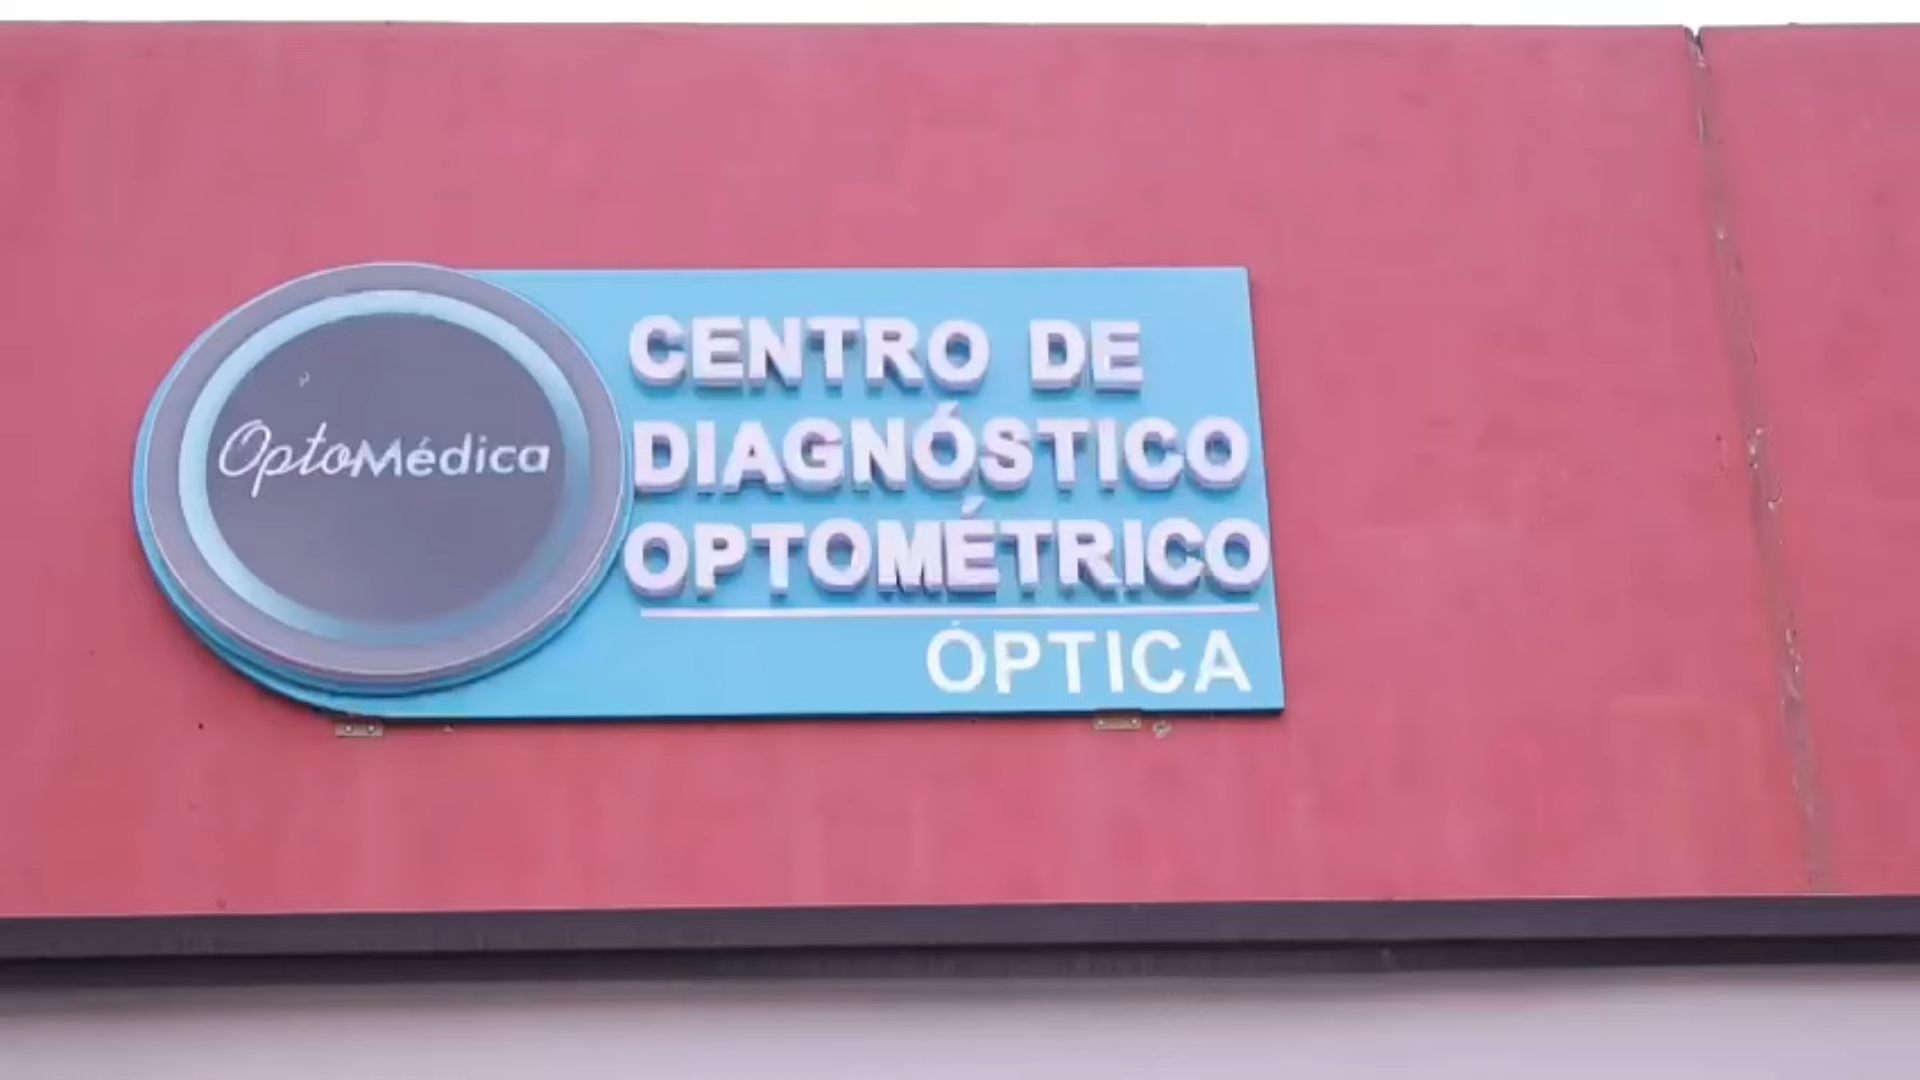 OptoMédica
CENTRO DE
DIAGNÓSTICO
OPTOMÉTRICO
ÓPTICA